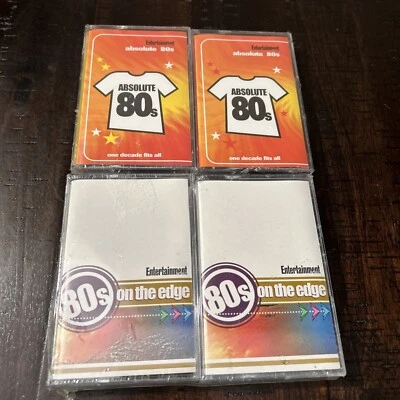 Entertainment
absolute 80s
ABSOLUTE
80s
one decade fits all
Entertainment
absolute 80s
ABSOLUTE
80s
one decade fits all
Entertainment
80s on the edge
Entertainment
80s on the edge